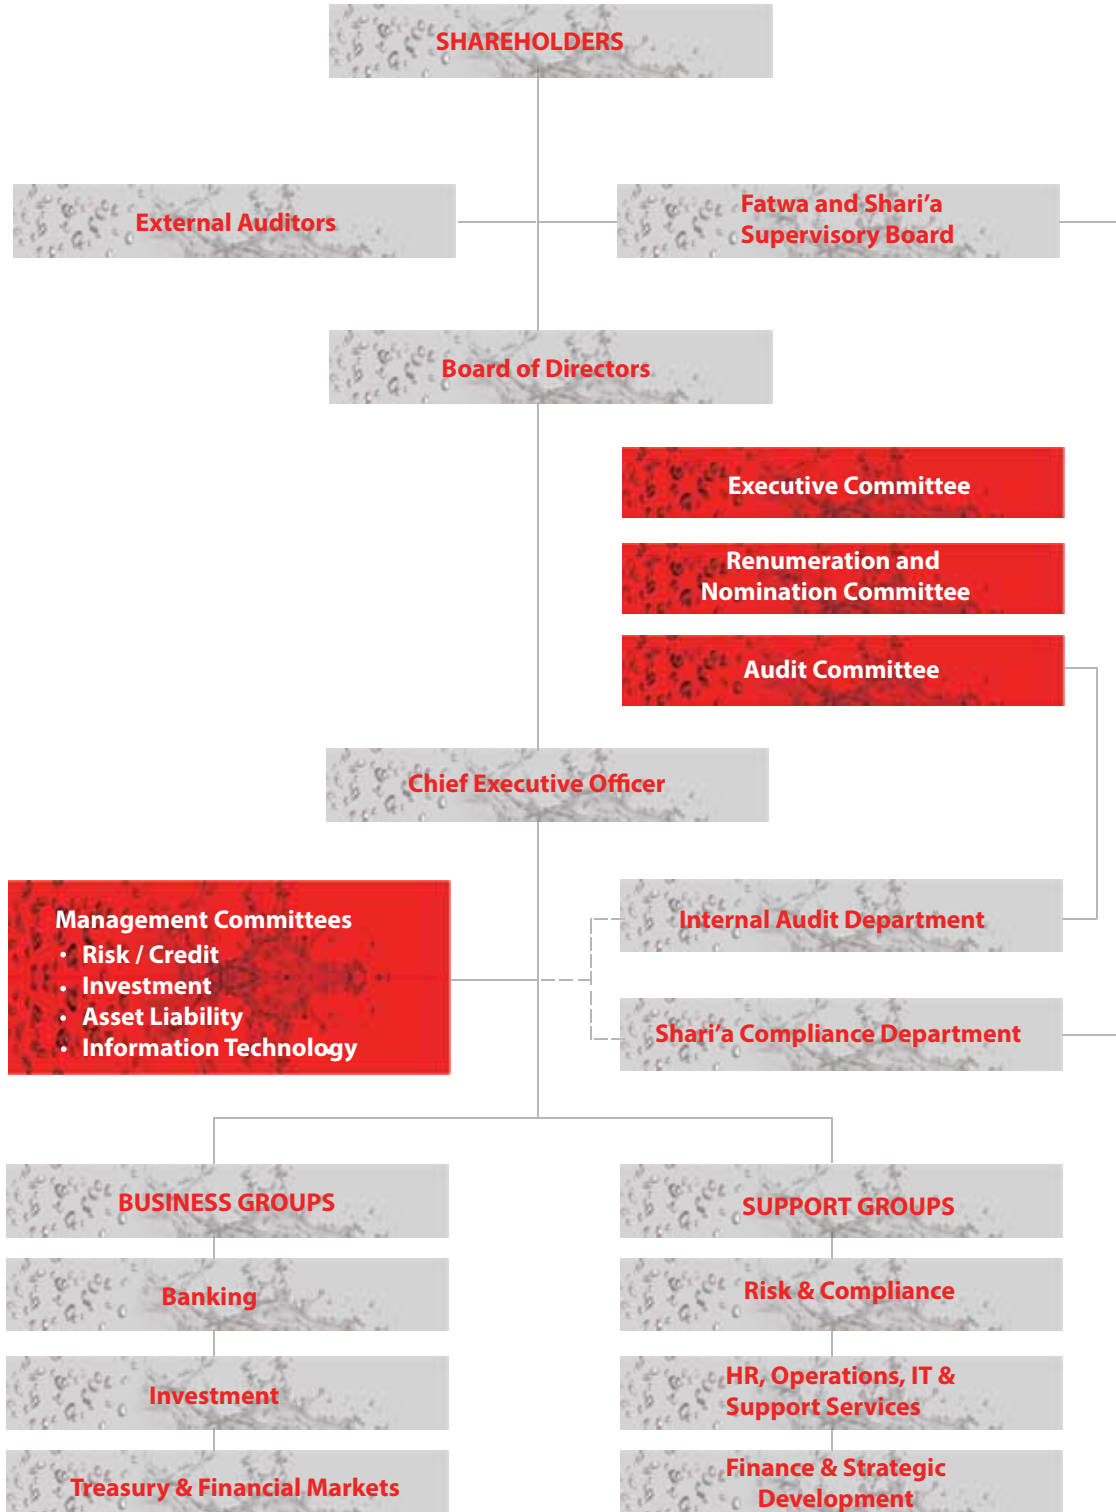 SHAREHOLDERS
External Auditors
Fatwa and Shari’a
Supervisory Board
Board of Directors
Executive Committee
Renumeration and
Nomination Committee
Audit Committee
Chief Executive Officer
Management Committees
• Risk / Credit
• Investment
• Asset Liability
• Information Technology
Internal Audit Department
Shari’a Compliance Department
BUSINESS GROUPS
Banking
Investment
Treasury & Financial Markets
SUPPORT GROUPS
Risk & Compliance
HR, Operations, IT &
Support Services
Finance & Strategic
Development